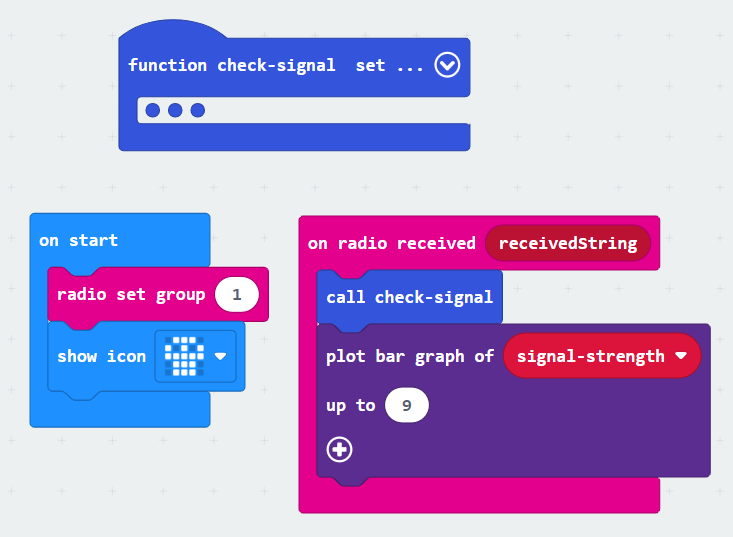 function check-signal set ...
on start
radio set group 1
show icon
on radio received receivedString
call check-signal
plot bar graph of signal-strength
up to 9